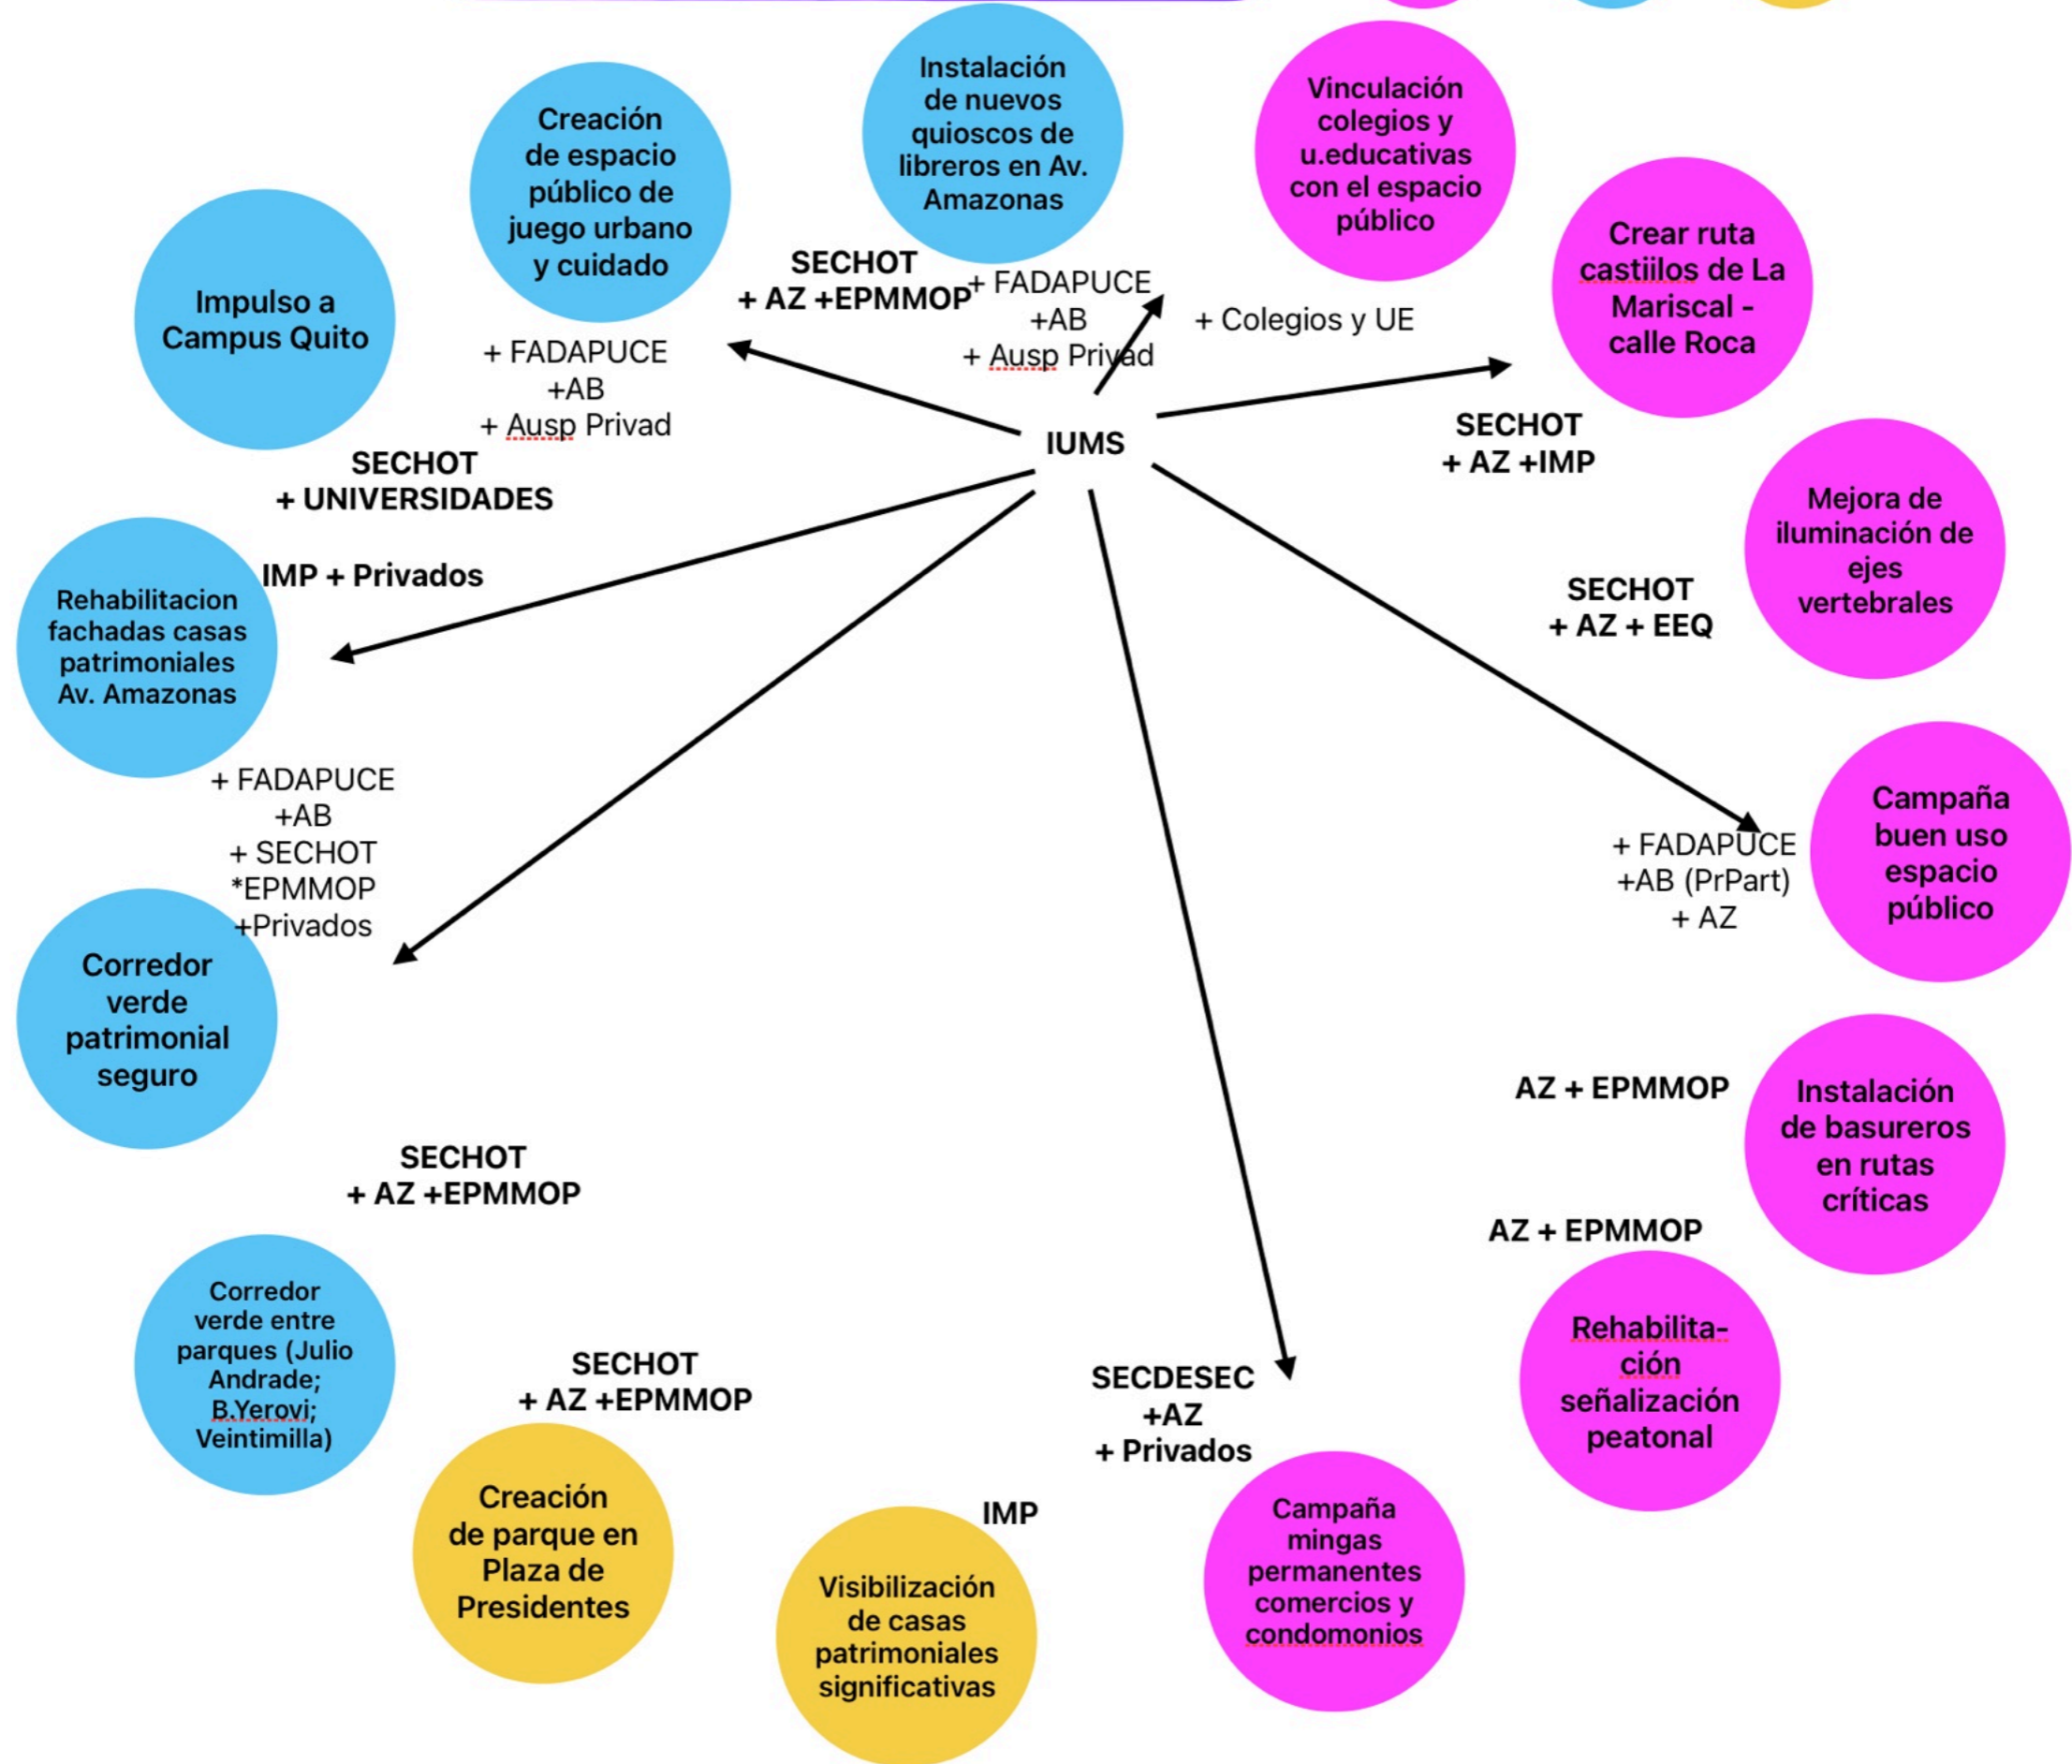 Instalación
de nuevos
quioscos de
libreros en Av.
Amazonas
Vinculación
colegios y
u.educativas
con el espacio
público
Creación
de espacio
público de
juego urbano
y cuidado
Crear ruta
castiilos de La
Mariscal -
calle Roca
Impulso a
Campus Quito
SECHOT
+ AZ +EPMMOP
+ FADAPUCE
+AB
+ Ausp Privad
+ Colegios y UE
+ FADAPUCE
+AB
+ Ausp Privad
IUMS
SECHOT
+ AZ +IMP
SECHOT
+ UNIVERSIDADES
Mejora de
iluminación de
ejes
vertebrales
IMP + Privados
SECHOT
+ AZ + EEQ
Rehabilitacion
fachadas casas
patrimoniales
Av. Amazonas
+ FADAPUCE
+AB
+ SECHOT
*EPMMOP
+Privados
Campaña
buen uso
espacio
público
+ FADAPUCE
+AB (PrPart)
+ AZ
Corredor
verde
patrimonial
seguro
AZ + EPMMOP
Instalación
de basureros
en rutas
críticas
SECHOT
+ AZ +EPMMOP
AZ + EPMMOP
Corredor
verde entre
parques (Julio
Andrade;
B.Yerovi;
Veintimilla)
Rehabilita-
ción
señalización
peatonal
SECHOT
+ AZ +EPMMOP
SECDESEC
+AZ
+ Privados
Creación
de parque en
Plaza de
Presidentes
IMP
Visibilización
de casas
patrimoniales
significativas
Campaña
mingas
permanentes
comercios y
condomonios